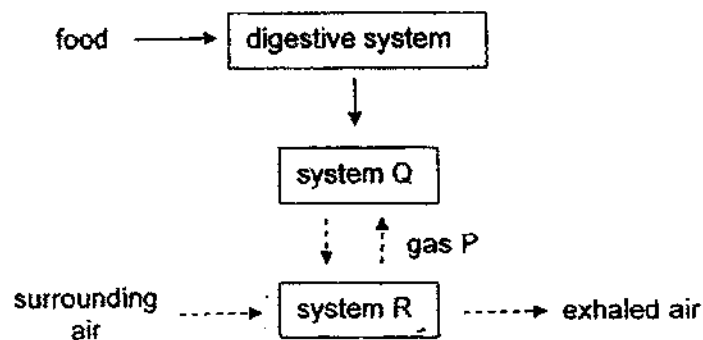 food
digestive system
system Q
gas P
surrounding
air
system R
exhaled air